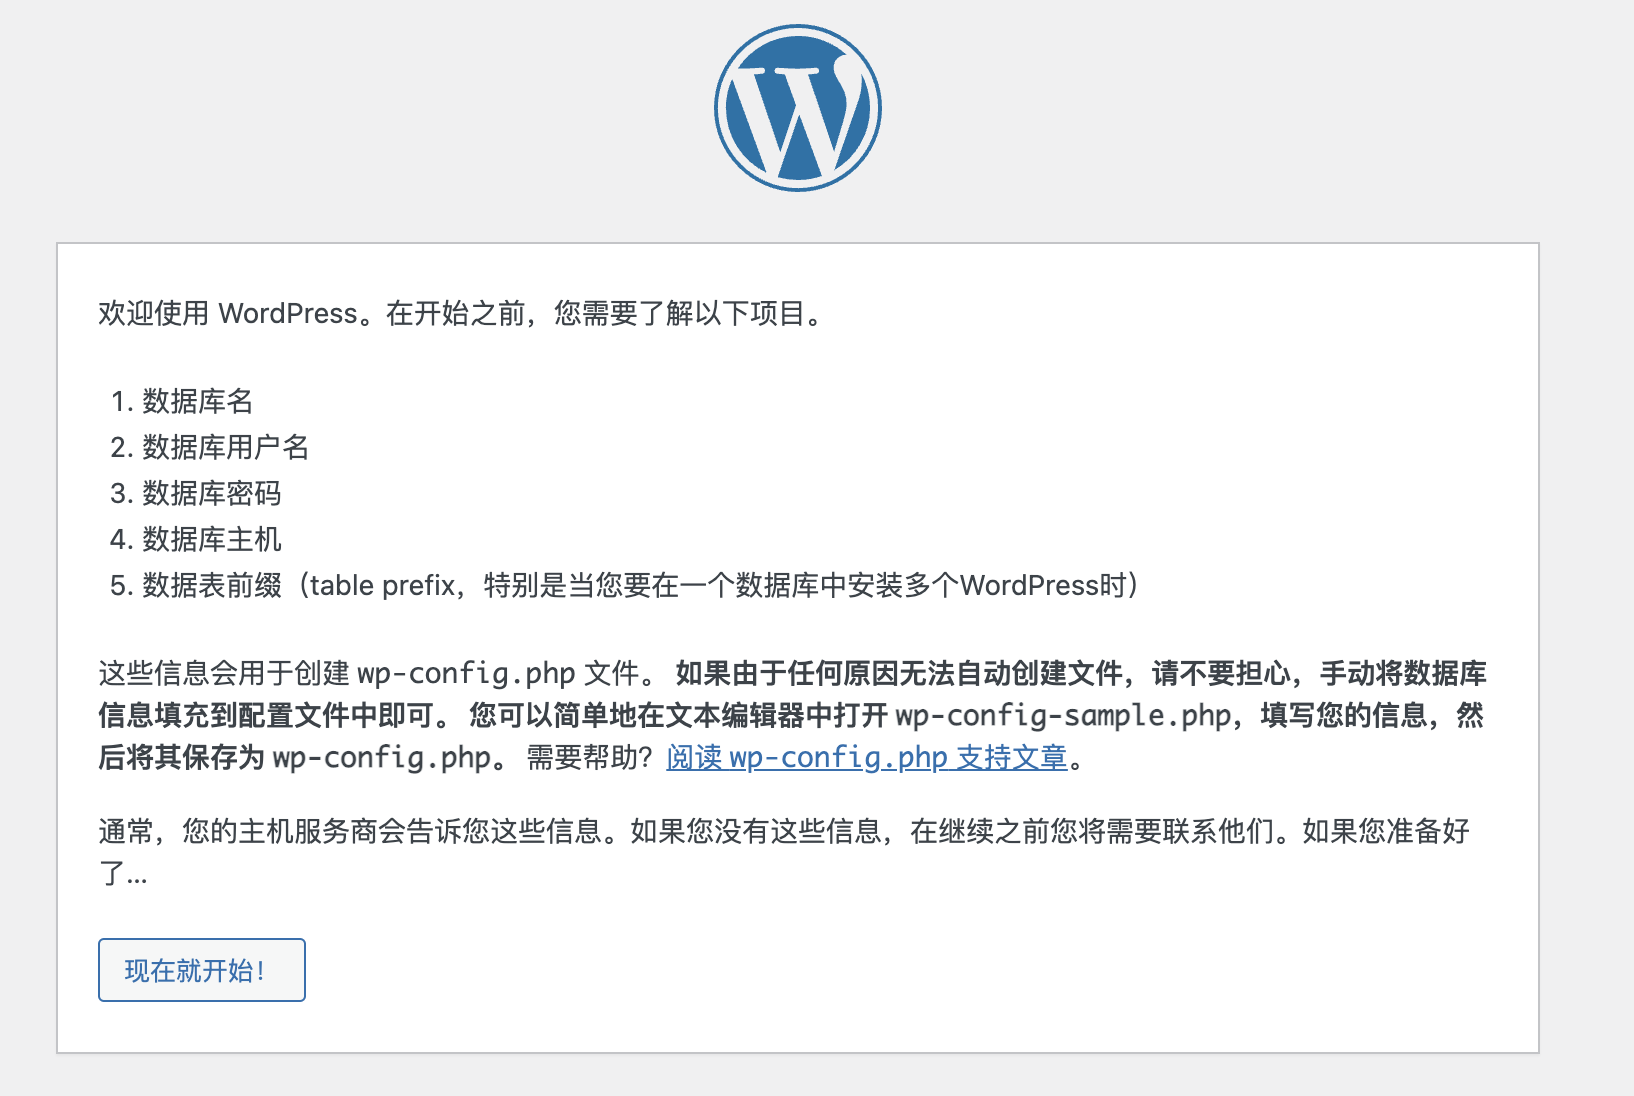 欢迎使用 WordPress。在开始之前，您需要了解以下项目。
1. 数据库名
2. 数据库用户名
3. 数据库密码
4. 数据库主机
5. 数据表前缀（table prefix，特别是当您要在一个数据库中安装多个WordPress时）
这些信息会用于创建 wp-config.php 文件。 如果由于任何原因无法自动创建文件，请不要担心，手动将数据库
信息填充到配置文件中即可。 您可以简单地在文本编辑器中打开 wp-config-sample.php，填写您的信息，然
后将其保存为 wp-config.php。 需要帮助？阅读 wp-config.php 支持文章。
通常，您的主机服务商会告诉您这些信息。如果您没有这些信息，在继续之前您将需要联系他们。如果您准备好
了...
现在就开始！